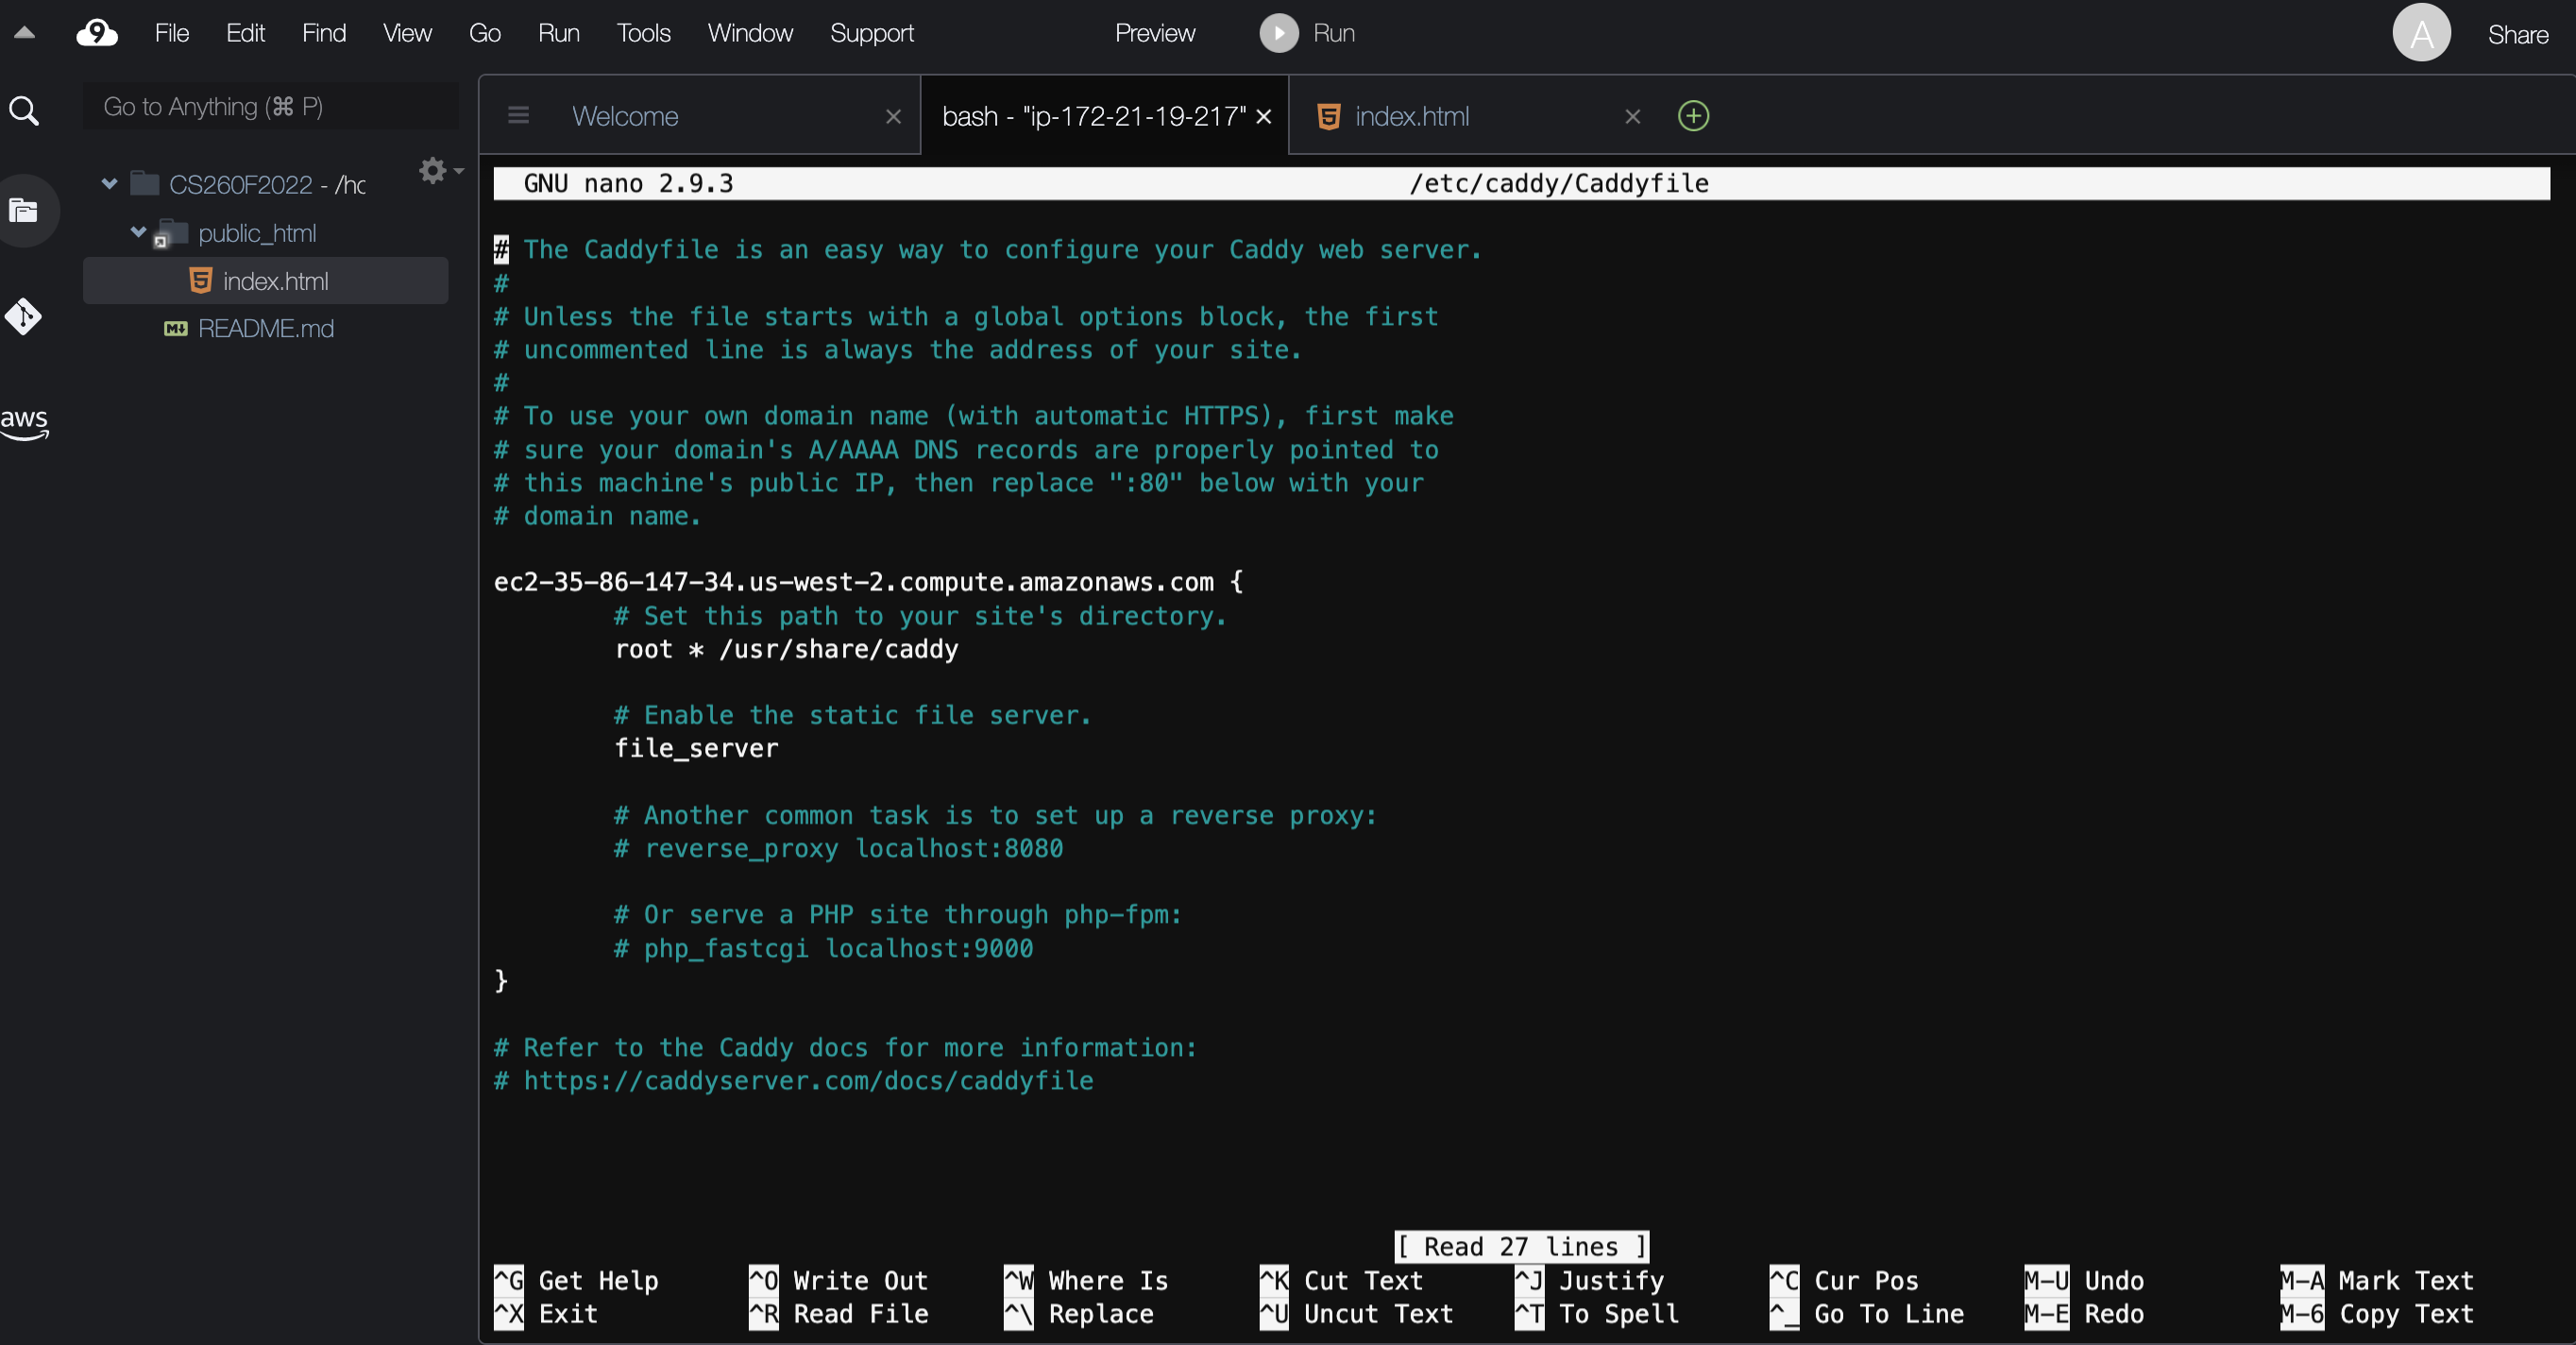 9 File Edit Find View Go Run Tools Window Support Preview Run A Share
Go to Anything (⌘ P)
CS260F2022 - /hc
public_html
index.html
README.md
aws
Welcome × bash - "ip-172-21-19-217" × index.html ×
GNU nano 2.9.3 /etc/caddy/Caddyfile
# The Caddyfile is an easy way to configure your Caddy web server.
#
# Unless the file starts with a global options block, the first
# uncommented line is always the address of your site.
#
# To use your own domain name (with automatic HTTPS), first make
# sure your domain's A/AAAA DNS records are properly pointed to
# this machine's public IP, then replace ":80" below with your
# domain name.
ec2-35-86-147-34.us-west-2.compute.amazonaws.com {
# Set this path to your site's directory.
root * /usr/share/caddy
# Enable the static file server.
file_server
# Another common task is to set up a reverse proxy:
# reverse_proxy localhost:8080
# Or serve a PHP site through php-fpm:
# php_fastcgi localhost:9000
}
# Refer to the Caddy docs for more information:
# https://caddyserver.com/docs/caddyfile
[ Read 27 lines ]
^G Get Help ^O Write Out ^W Where Is ^K Cut Text ^J Justify ^C Cur Pos M-U Undo M-A Mark Text
^X Exit ^R Read File ^\ Replace ^U Uncut Text ^T To Spell ^_ Go To Line M-E Redo M-6 Copy Text